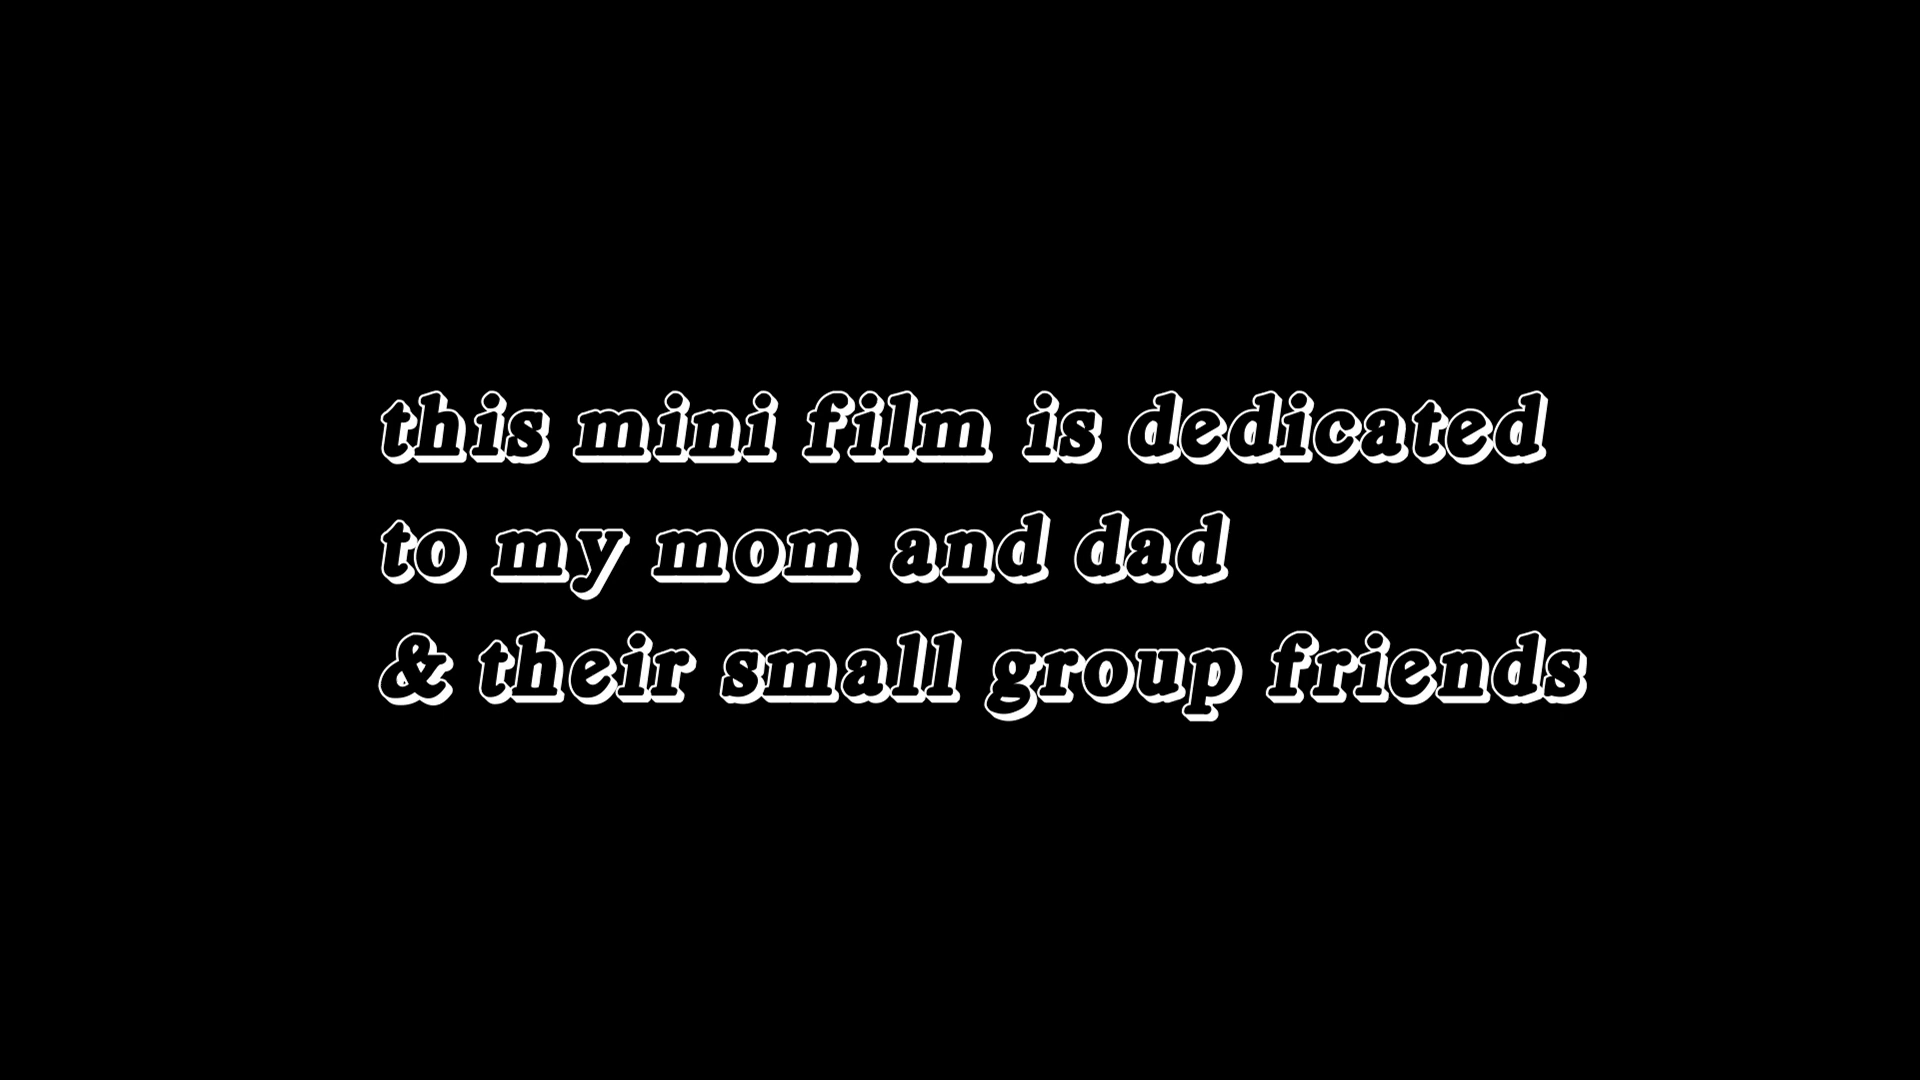 this mini film is dedicated
to my mom and dad
& their small group friends